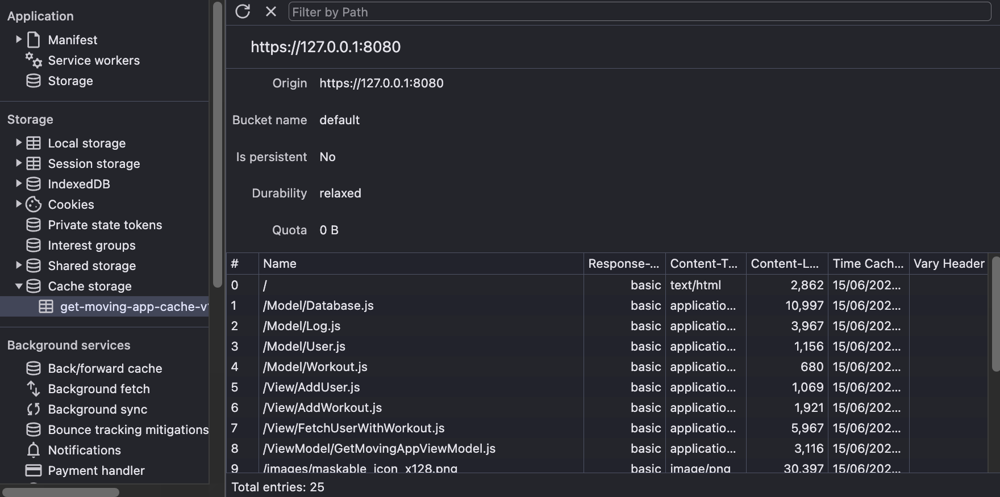 Application
Manifest
Service workers
Storage
Storage
Local storage
Session storage
IndexedDB
Cookies
Private state tokens
Interest groups
Shared storage
Cache storage
get-moving-app-cache-v
Background services
Back/forward cache
Background fetch
Background sync
Bounce tracking mitigations
Notifications
Payment handler
Filter by Path
https://127.0.0.1:8080
Origin https://127.0.0.1:8080
Bucket name default
Is persistent No
Durability relaxed
Quota 0 B
# Name Response-... Content-T... Content-L... Time Cach... Vary Header
0 / basic text/html 2,862 15/06/202...
1 /Model/Database.js basic applicatio... 10,997 15/06/202...
2 /Model/Log.js basic applicatio... 3,967 15/06/202...
3 /Model/User.js basic applicatio... 1,156 15/06/202...
4 /Model/Workout.js basic applicatio... 680 15/06/202...
5 /View/AddUser.js basic applicatio... 1,069 15/06/202...
6 /View/AddWorkout.js basic applicatio... 1,921 15/06/202...
7 /View/FetchUserWithWorkout.js basic applicatio... 5,967 15/06/202...
8 /ViewModel/GetMovingAppViewModel.js basic applicatio... 3,116 15/06/202...
9 /images/maskable_icon_x128.png basic image/png 30,397 15/06/202...
Total entries: 25